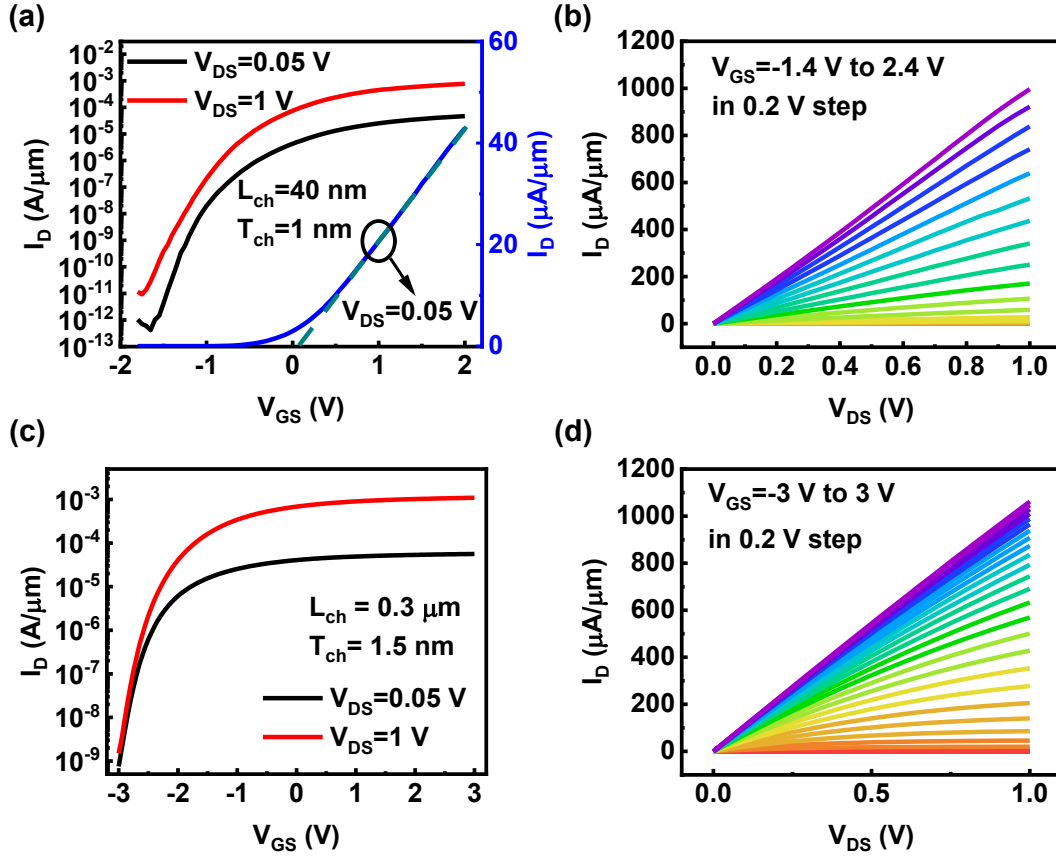 (a)
10⁻²
10⁻³
10⁻⁴
10⁻⁵
10⁻⁶
10⁻⁷
10⁻⁸
10⁻⁹
10⁻¹⁰
10⁻¹¹
10⁻¹²
10⁻¹³
I_D (A/μm)
V_DS=0.05 V
V_DS=1 V
L_ch=40 nm
T_ch=1 nm
V_DS=0.05 V
60
40
20
0
I_D (μA/μm)
-2 -1 0 1 2
V_GS (V)
(b)
1200
1000
800
600
400
200
0
I_D (μA/μm)
V_GS=-1.4 V to 2.4 V
in 0.2 V step
0.0 0.2 0.4 0.6 0.8 1.0
V_DS (V)
(c)
10⁻³
10⁻⁴
10⁻⁵
10⁻⁶
10⁻⁷
10⁻⁸
10⁻⁹
I_D (A/μm)
L_ch = 0.3 μm
T_ch= 1.5 nm
V_DS=0.05 V
V_DS=1 V
-3 -2 -1 0 1 2 3
V_GS (V)
(d)
1200
1000
800
600
400
200
0
I_D (μA/μm)
V_GS=-3 V to 3 V
in 0.2 V step
0.0 0.5 1.0
V_DS (V)